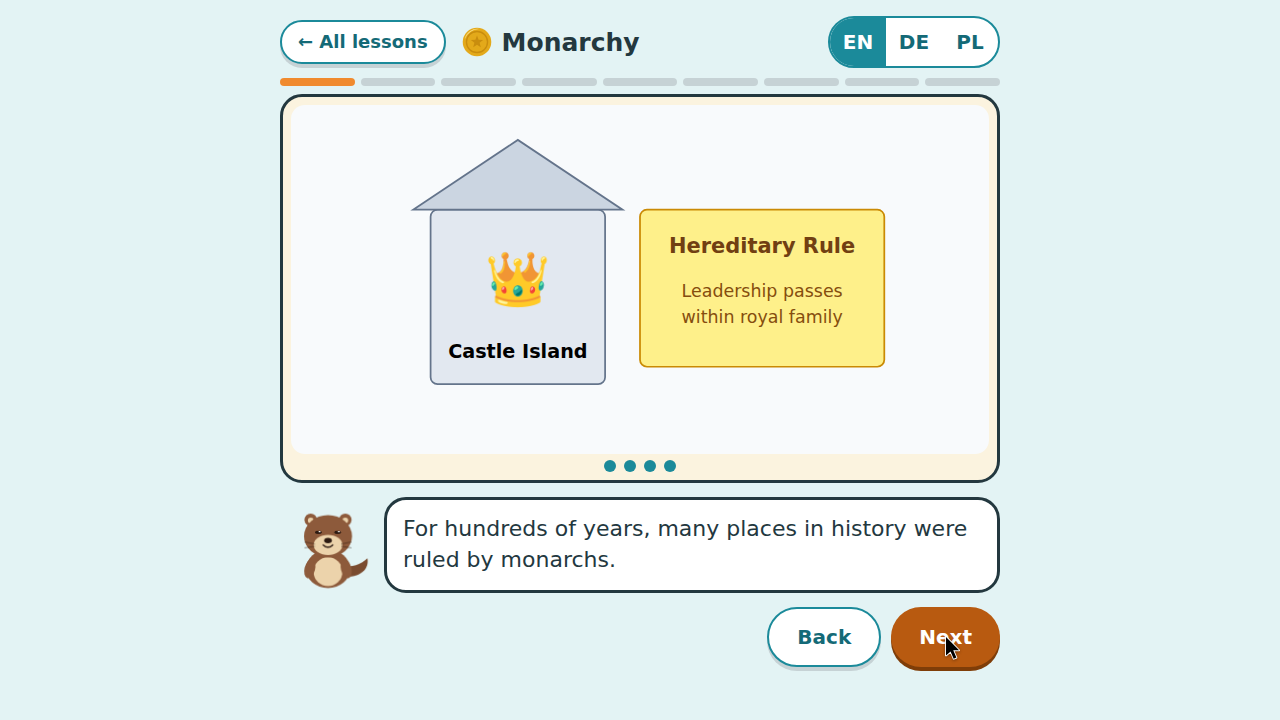 ← All lessons
Monarchy
EN DE PL
Castle Island
Hereditary Rule
Leadership passes
within royal family
For hundreds of years, many places in history were
ruled by monarchs.
Back
Next